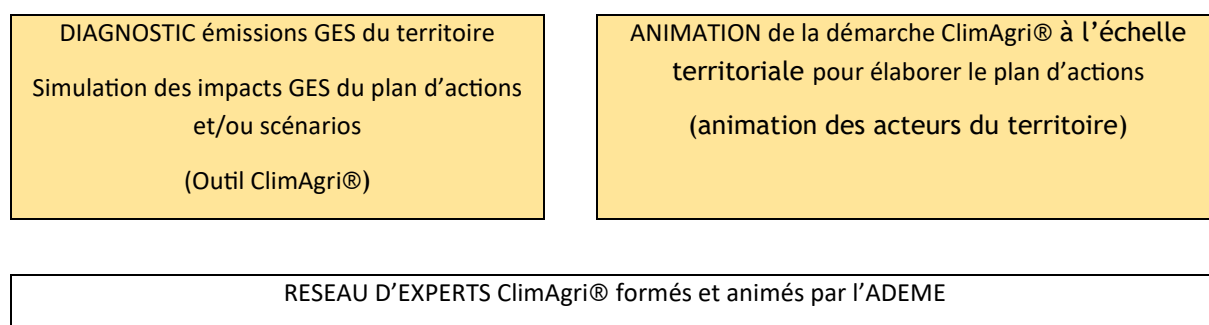 DIAGNOSTIC émissions GES du territoire
Simulation des impacts GES du plan d'actions
et/ou scénarios
(Outil ClimAgri®)
ANIMATION de la démarche ClimAgri® à l'échelle
territoriale pour élaborer le plan d'actions
(animation des acteurs du territoire)
RESEAU D'EXPERTS ClimAgri® formés et animés par l'ADEME